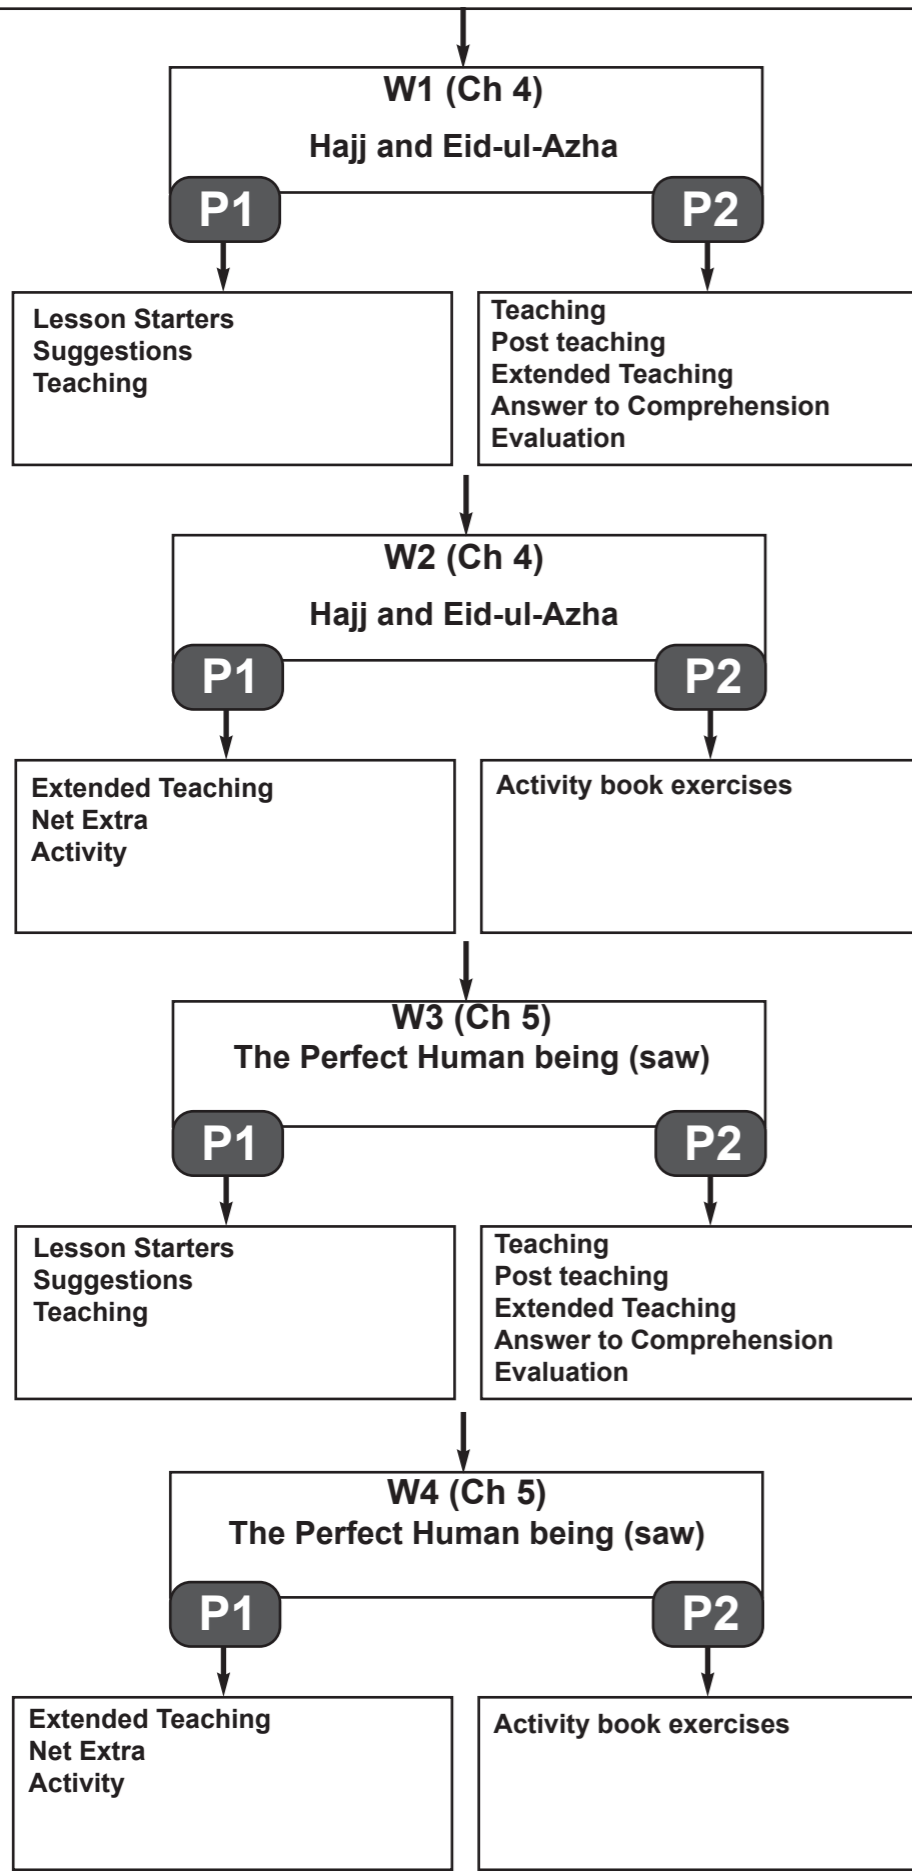 W1 (Ch 4)
Hajj and Eid-ul-Azha
P1
P2
Lesson Starters
Suggestions
Teaching
Teaching
Post teaching
Extended Teaching
Answer to Comprehension
Evaluation
W2 (Ch 4)
Hajj and Eid-ul-Azha
P1
P2
Extended Teaching
Net Extra
Activity
Activity book exercises
W3 (Ch 5)
The Perfect Human being (saw)
P1
P2
Lesson Starters
Suggestions
Teaching
Teaching
Post teaching
Extended Teaching
Answer to Comprehension
Evaluation
W4 (Ch 5)
The Perfect Human being (saw)
P1
P2
Extended Teaching
Net Extra
Activity
Activity book exercises